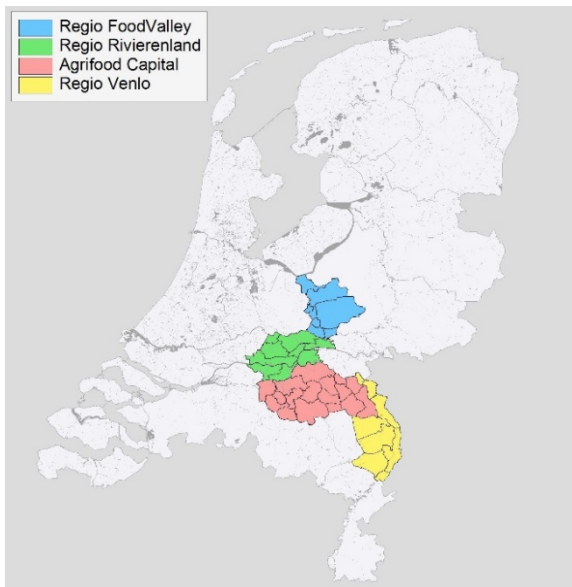 Regio FoodValley
Regio Rivierenland
Agrifood Capital
Regio Venlo